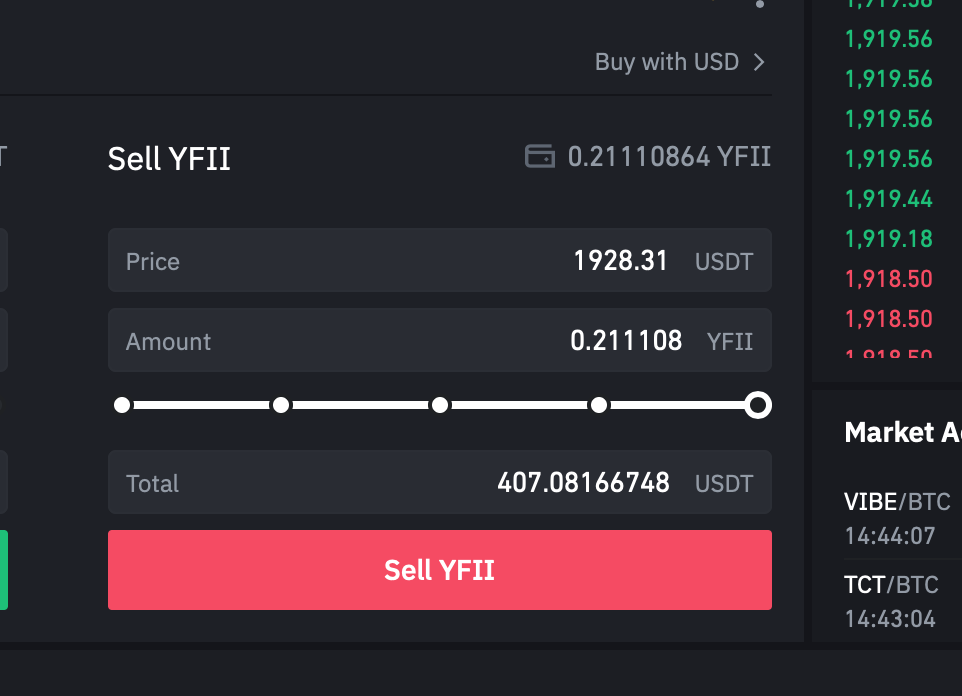 Buy with USD
Sell YFII
0.21110864 YFII
Price 1928.31 USDT
Amount 0.211108 YFII
Total 407.08166748 USDT
Sell YFII
1,919.56
1,919.56
1,919.56
1,919.56
1,919.44
1,919.18
1,918.50
1,918.50
Market
VIBE/BTC
14:44:07
TCT/BTC
14:43:04